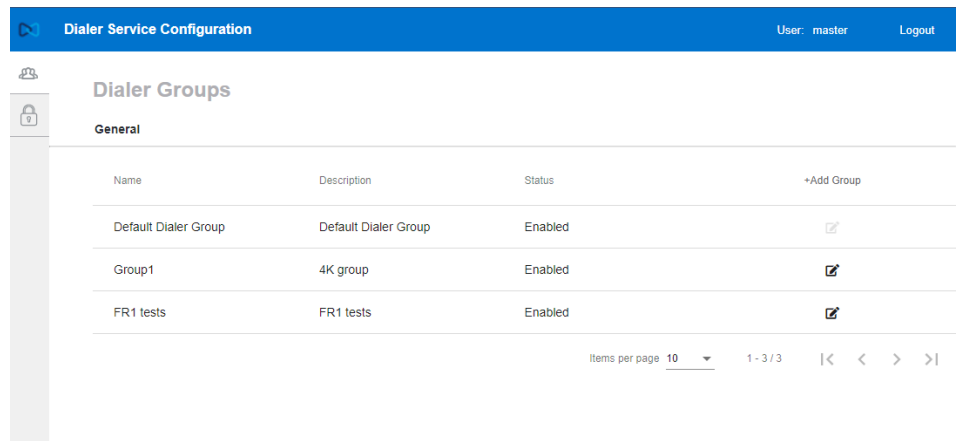 Dialer Service Configuration User: master Logout
Dialer Groups
General
Name Description Status +Add Group
Default Dialer Group Default Dialer Group Enabled
Group1 4K group Enabled
FR1 tests FR1 tests Enabled
Items per page 10 1 - 3 / 3